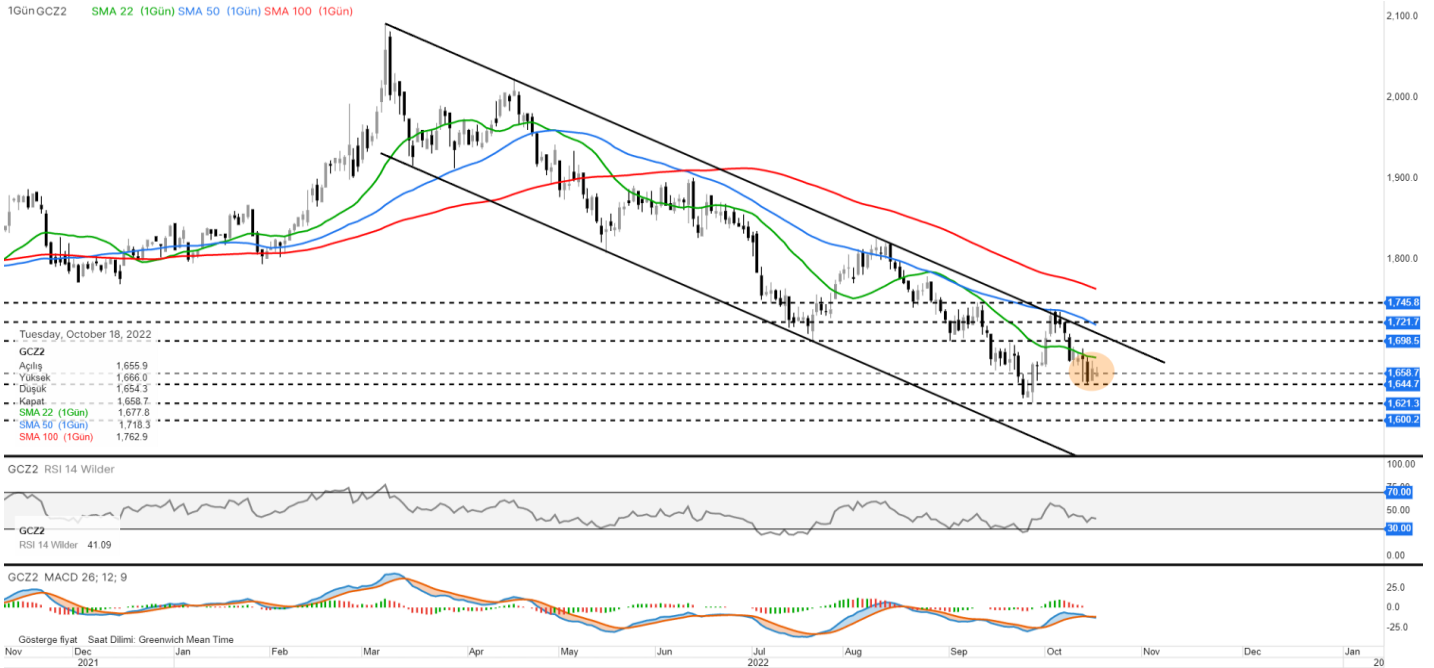 1Gün GCZ2 SMA 22 (1Gün) SMA 50 (1Gün) SMA 100 (1Gün)
2,100.0
2,000.0
1,900.0
1,800.0
1,745.8
1,721.7
1,698.5
1,658.7
1,644.7
1,621.3
1,600.2
Tuesday, October 18, 2022
GCZ2
Açılış 1,655.9
Yüksek 1,666.0
Düşük 1,654.3
Kapat 1,658.7
SMA 22 (1Gün) 1,677.8
SMA 50 (1Gün) 1,718.3
SMA 100 (1Gün) 1,762.9
GCZ2 RSI 14 Wilder
100.00
75.00
70.00
50.00
30.00
0.00
GCZ2
RSI 14 Wilder 41.09
GCZ2 MACD 26; 12; 9
25.0
0.0
-25.0
Gösterge fiyat Saat Dilimi: Greenwich Mean Time
Nov Dec Jan Feb Mar Apr May Jun Jul Aug Sep Oct Nov Dec Jan
2021 2022 20